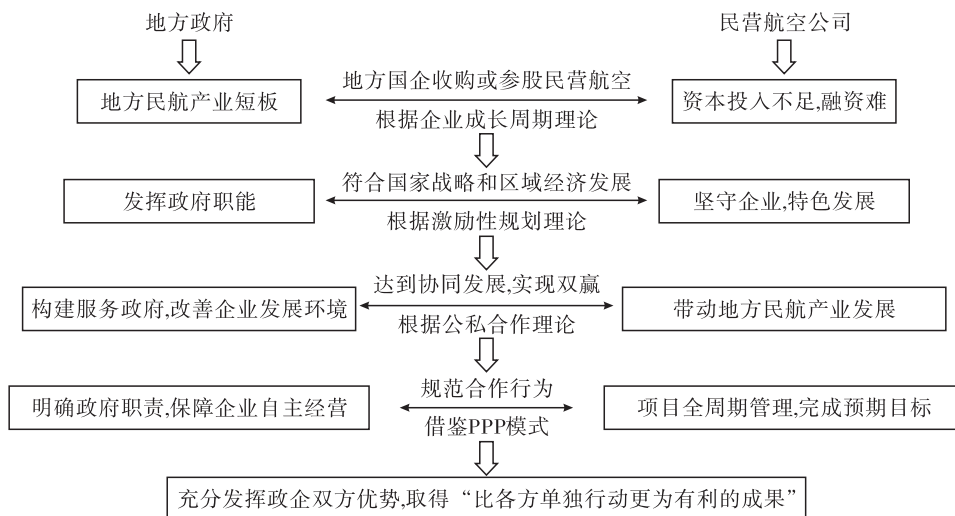 地方政府
民营航空公司
地方民航产业短板
地方国企收购或参股民营航空
根据企业成长周期理论
资本投入不足,融资难
发挥政府职能
符合国家战略和区域经济发展
根据激励性规划理论
坚守企业,特色发展
构建服务政府,改善企业发展环境
达到协同发展,实现双赢
根据公私合作理论
带动地方民航产业发展
明确政府职责,保障企业自主经营
规范合作行为
借鉴PPP模式
项目全周期管理,完成预期目标
充分发挥政企双方优势,取得“比各方单独行动更为有利的成果”